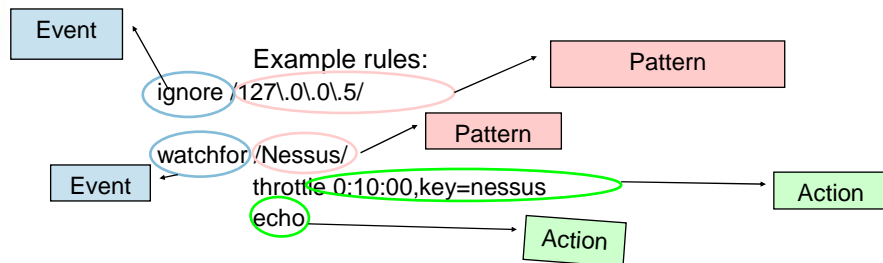 Event
Example rules:
Pattern
ignore /127\.0\.0\.5/
Pattern
watchfor /Nessus/
Event
throttle 0:10:00,key=nessus
Action
echo
Action